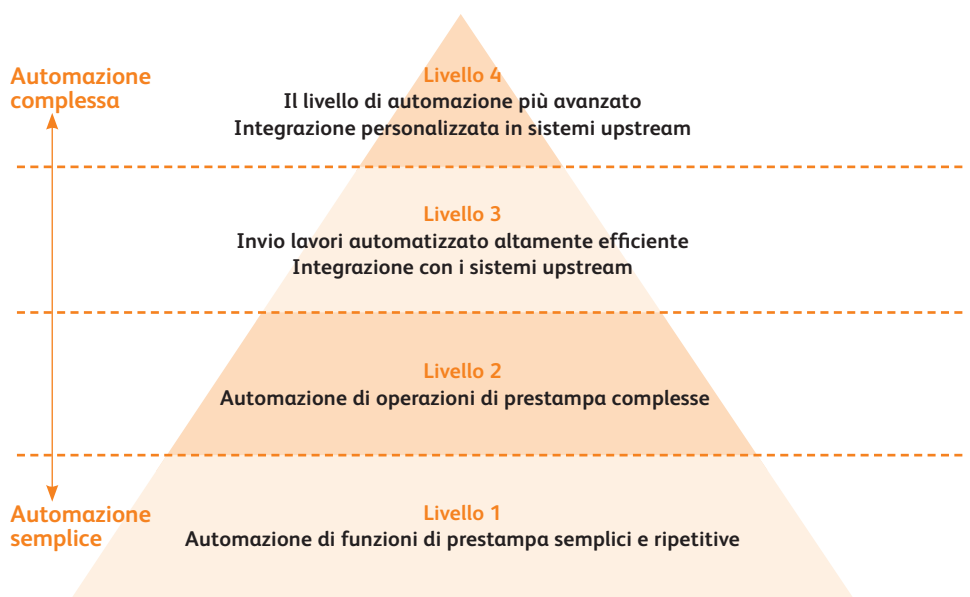 Automazione
complessa
Livello 4
Il livello di automazione più avanzato
Integrazione personalizzata in sistemi upstream
Livello 3
Invio lavori automatizzato altamente efficiente
Integrazione con i sistemi upstream
Livello 2
Automazione di operazioni di prestampa complesse
Automazione
semplice
Livello 1
Automazione di funzioni di prestampa semplici e ripetitive